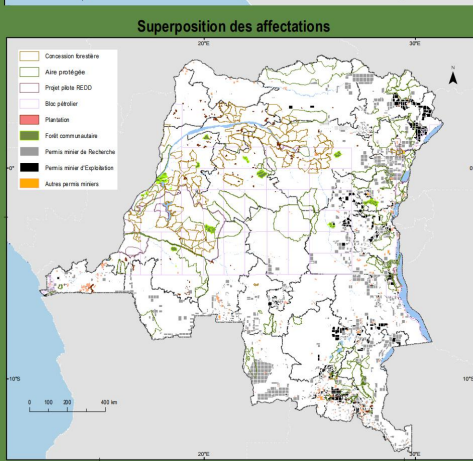 Superposition des affectations
20°E
30°E
N
Concession forestière
Aire protégée
Projet pilote REDD
Bloc pétrolier
Plantation
Forêt communautaire
Permis minier de Recherche
Permis minier d'Exploitation
Autres permis miniers
0°
0°
10°S
10°S
0 100 200 400 km
20°E
30°E